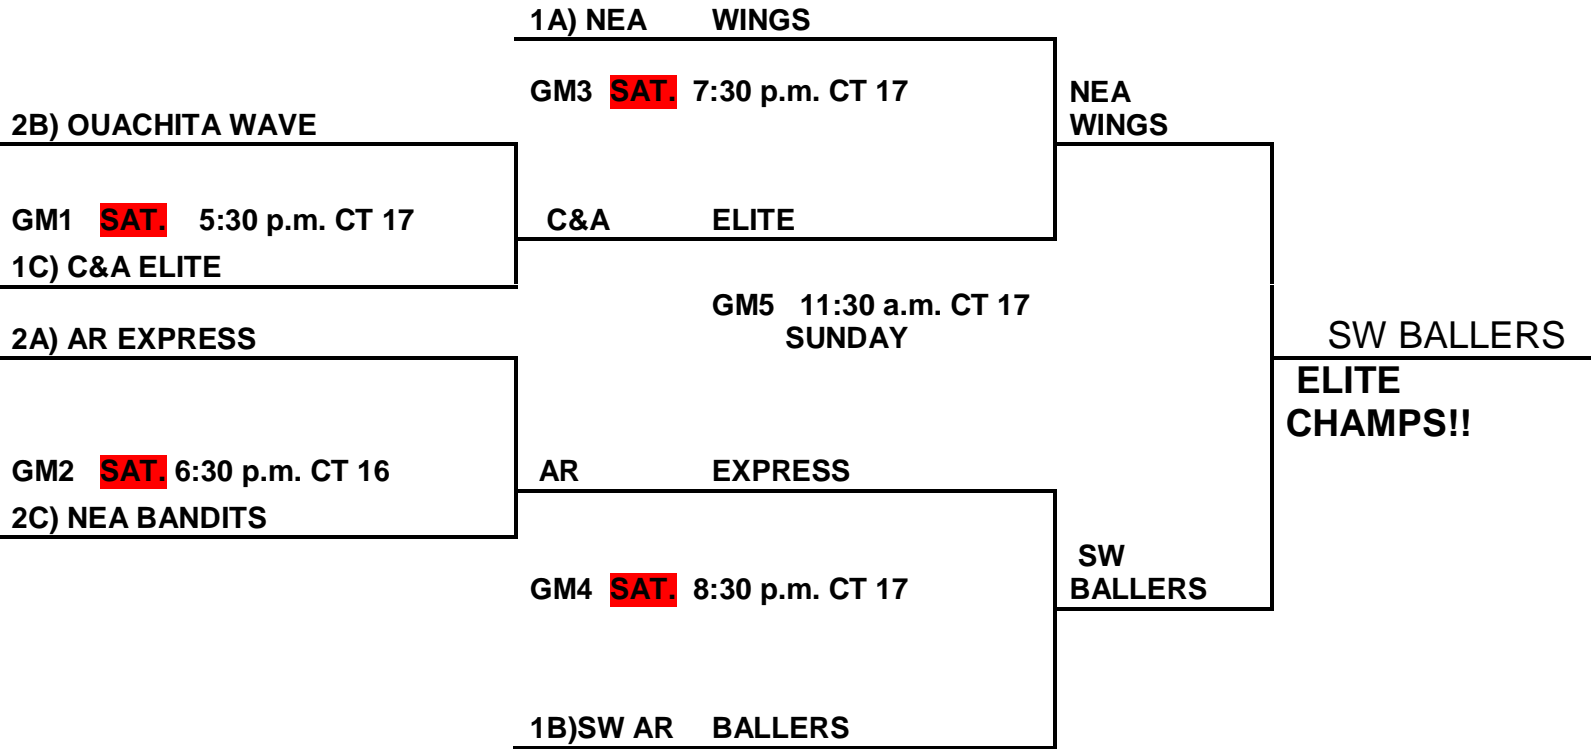 1A) NEA WINGS
GM3 SAT. 7:30 p.m. CT 17
NEA
WINGS
2B) OUACHITA WAVE
GM1 SAT. 5:30 p.m. CT 17
C&A ELITE
1C) C&A ELITE
GM5 11:30 a.m. CT 17
SUNDAY
2A) AR EXPRESS
SW BALLERS
ELITE
CHAMPS!!
GM2 SAT. 6:30 p.m. CT 16
AR EXPRESS
2C) NEA BANDITS
SW
BALLERS
GM4 SAT. 8:30 p.m. CT 17
1B)SW AR BALLERS